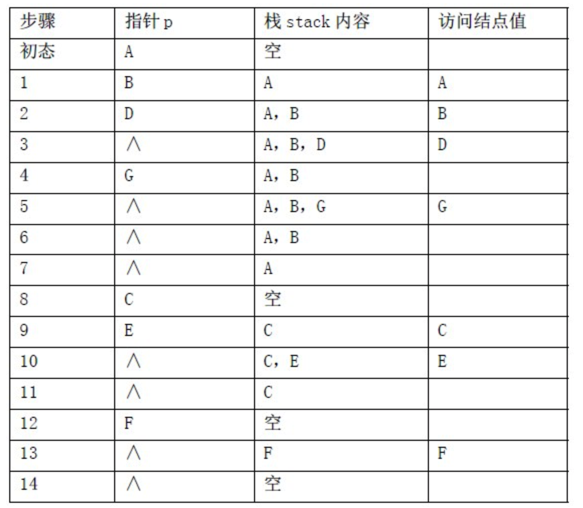 步骤 指针 p 栈 stack 内容 访问结点值
初态 A 空
1 B A A
2 D A，B B
3 ∧ A，B，D D
4 G A，B
5 ∧ A，B，G G
6 ∧ A，B
7 ∧ A
8 C 空
9 E C C
10 ∧ C，E E
11 ∧ C
12 F 空
13 ∧ F F
14 ∧ 空